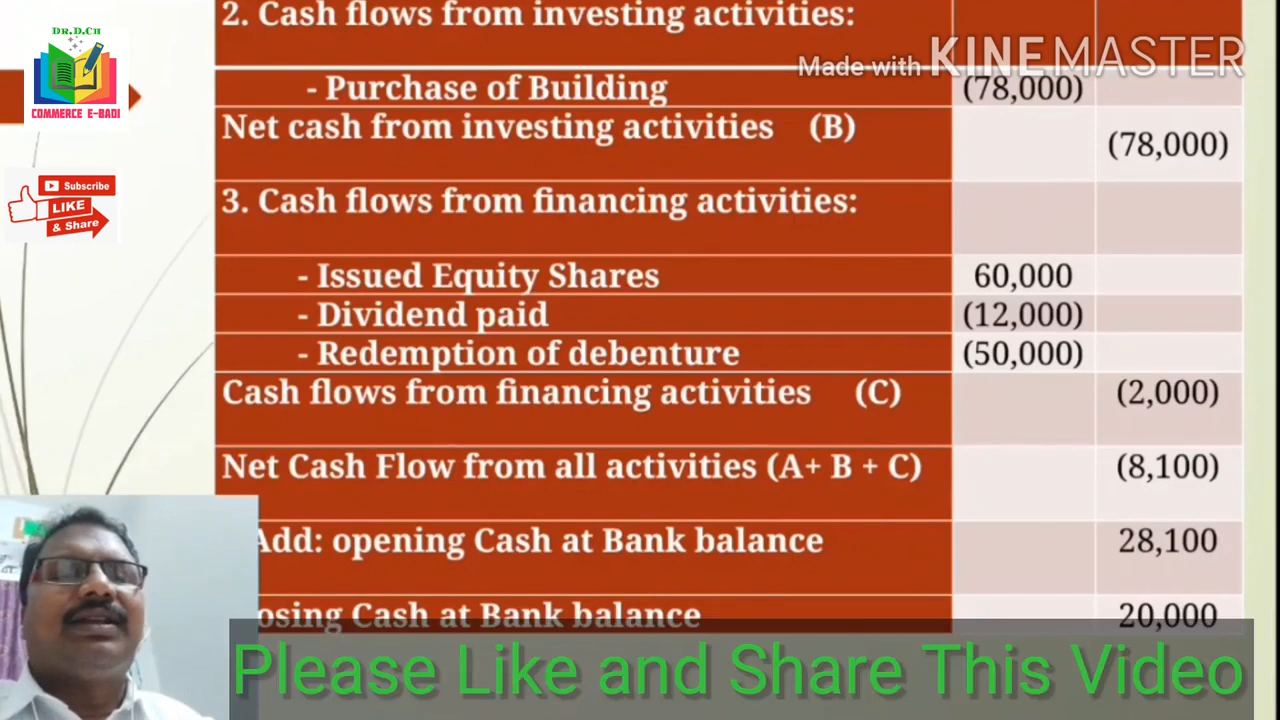 DR.D.CH
COMMERCE E-BADI
Subscribe
LIKE
& Share
Made with KINEMASTER
2. Cash flows from investing activities:
- Purchase of Building (78,000)
Net cash from investing activities (B) (78,000)
3. Cash flows from financing activities:
- Issued Equity Shares 60,000
- Dividend paid (12,000)
- Redemption of debenture (50,000)
Cash flows from financing activities (C) (2,000)
Net Cash Flow from all activities (A+ B + C) (8,100)
Add: opening Cash at Bank balance 28,100
osing Cash at Bank balance 20,000
Please Like and Share This Video